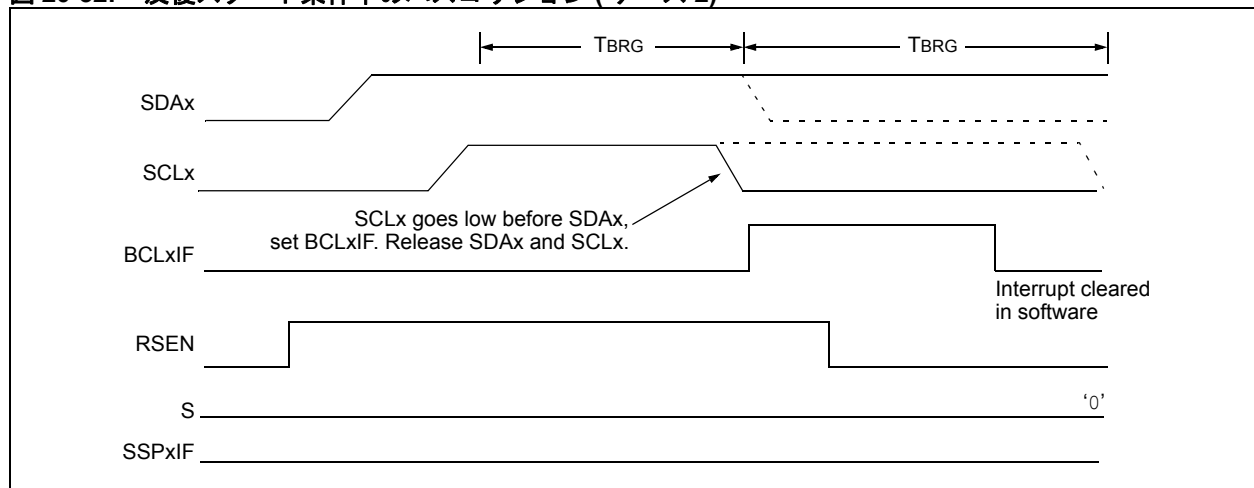 TBRG TBRG
SDAx
SCLx
SCLx goes low before SDAx,
set BCLxIF. Release SDAx and SCLx.
BCLxIF
Interrupt cleared
in software
RSEN
S
‘0’
SSPxIF